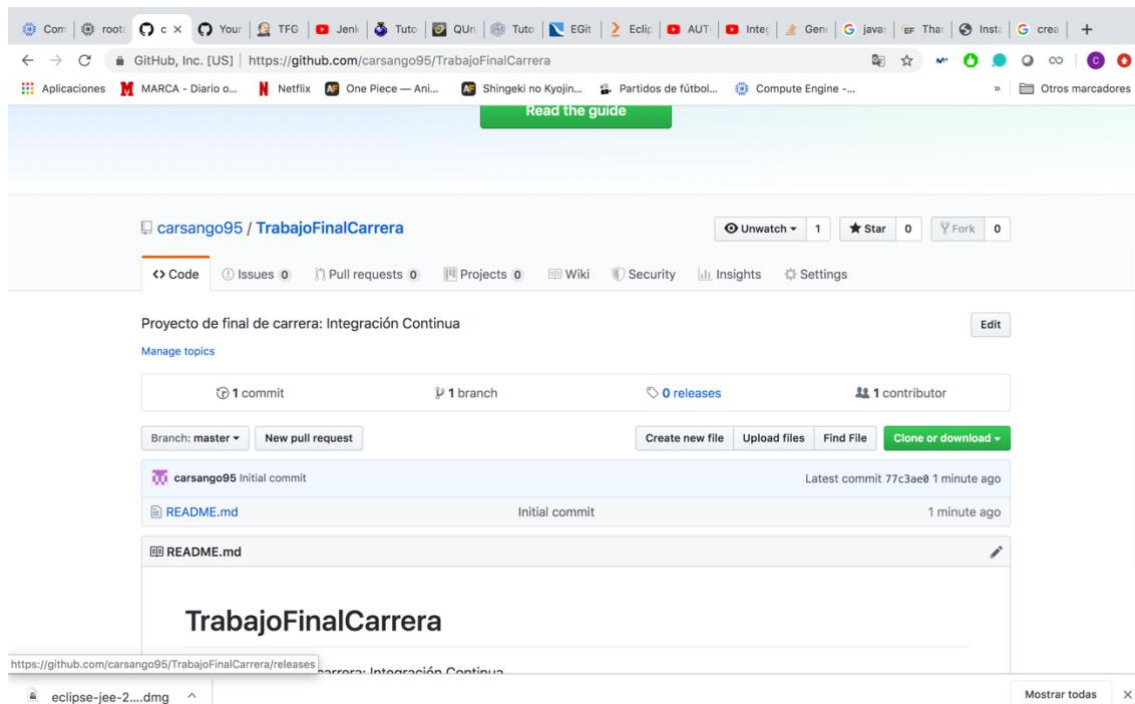 Com root: c Your TFG Jenk Tuto QUn Tuto EGit Eclip AUT Integ Gene java: Thar Insta crea
GitHub, Inc. [US] | https://github.com/carsango95/TrabajoFinalCarrera
Aplicaciones MARCA - Diario o... Netflix One Piece — Ani... Shingeki no Kyojin... Partidos de fútbol... Compute Engine -... » Otros marcadores
Read the guide
carsango95 / TrabajoFinalCarrera Unwatch 1 Star 0 Fork 0
Code Issues 0 Pull requests 0 Projects 0 Wiki Security Insights Settings
Proyecto de final de carrera: Integración Continua Edit
Manage topics
1 commit 1 branch 0 releases 1 contributor
Branch: master New pull request Create new file Upload files Find File Clone or download
carsango95 Initial commit Latest commit 77c3ae0 1 minute ago
README.md Initial commit 1 minute ago
README.md
TrabajoFinalCarrera
https://github.com/carsango95/TrabajoFinalCarrera/releases carrera: Integración Continua
eclipse-jee-2....dmg Mostrar todas